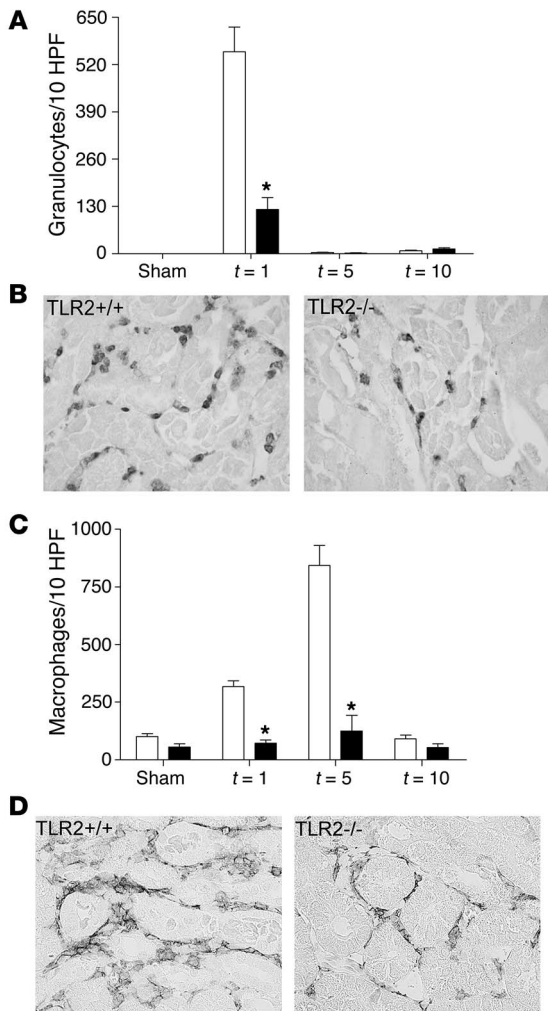 A
Granulocytes/10 HPF
650
520
390
260
130
0
*
Sham
t = 1
t = 5
t = 10
B
TLR2+/+
TLR2-/-
C
Macrophages/10 HPF
1000
750
500
250
0
*
*
Sham
t = 1
t = 5
t = 10
D
TLR2+/+
TLR2-/-